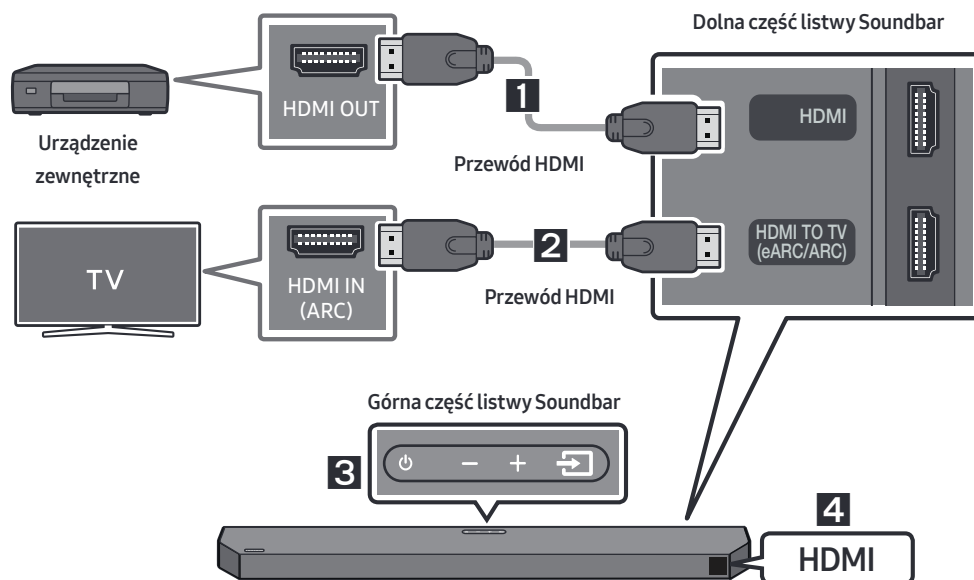 Dolna część listwy Soundbar
HDMI OUT
1
HDMI
Urządzenie
zewnętrzne
Przewód HDMI
HDMI TO TV
(eARC/ARC)
2
TV
HDMI IN
(ARC)
Przewód HDMI
Górna część listwy Soundbar
3
4
HDMI